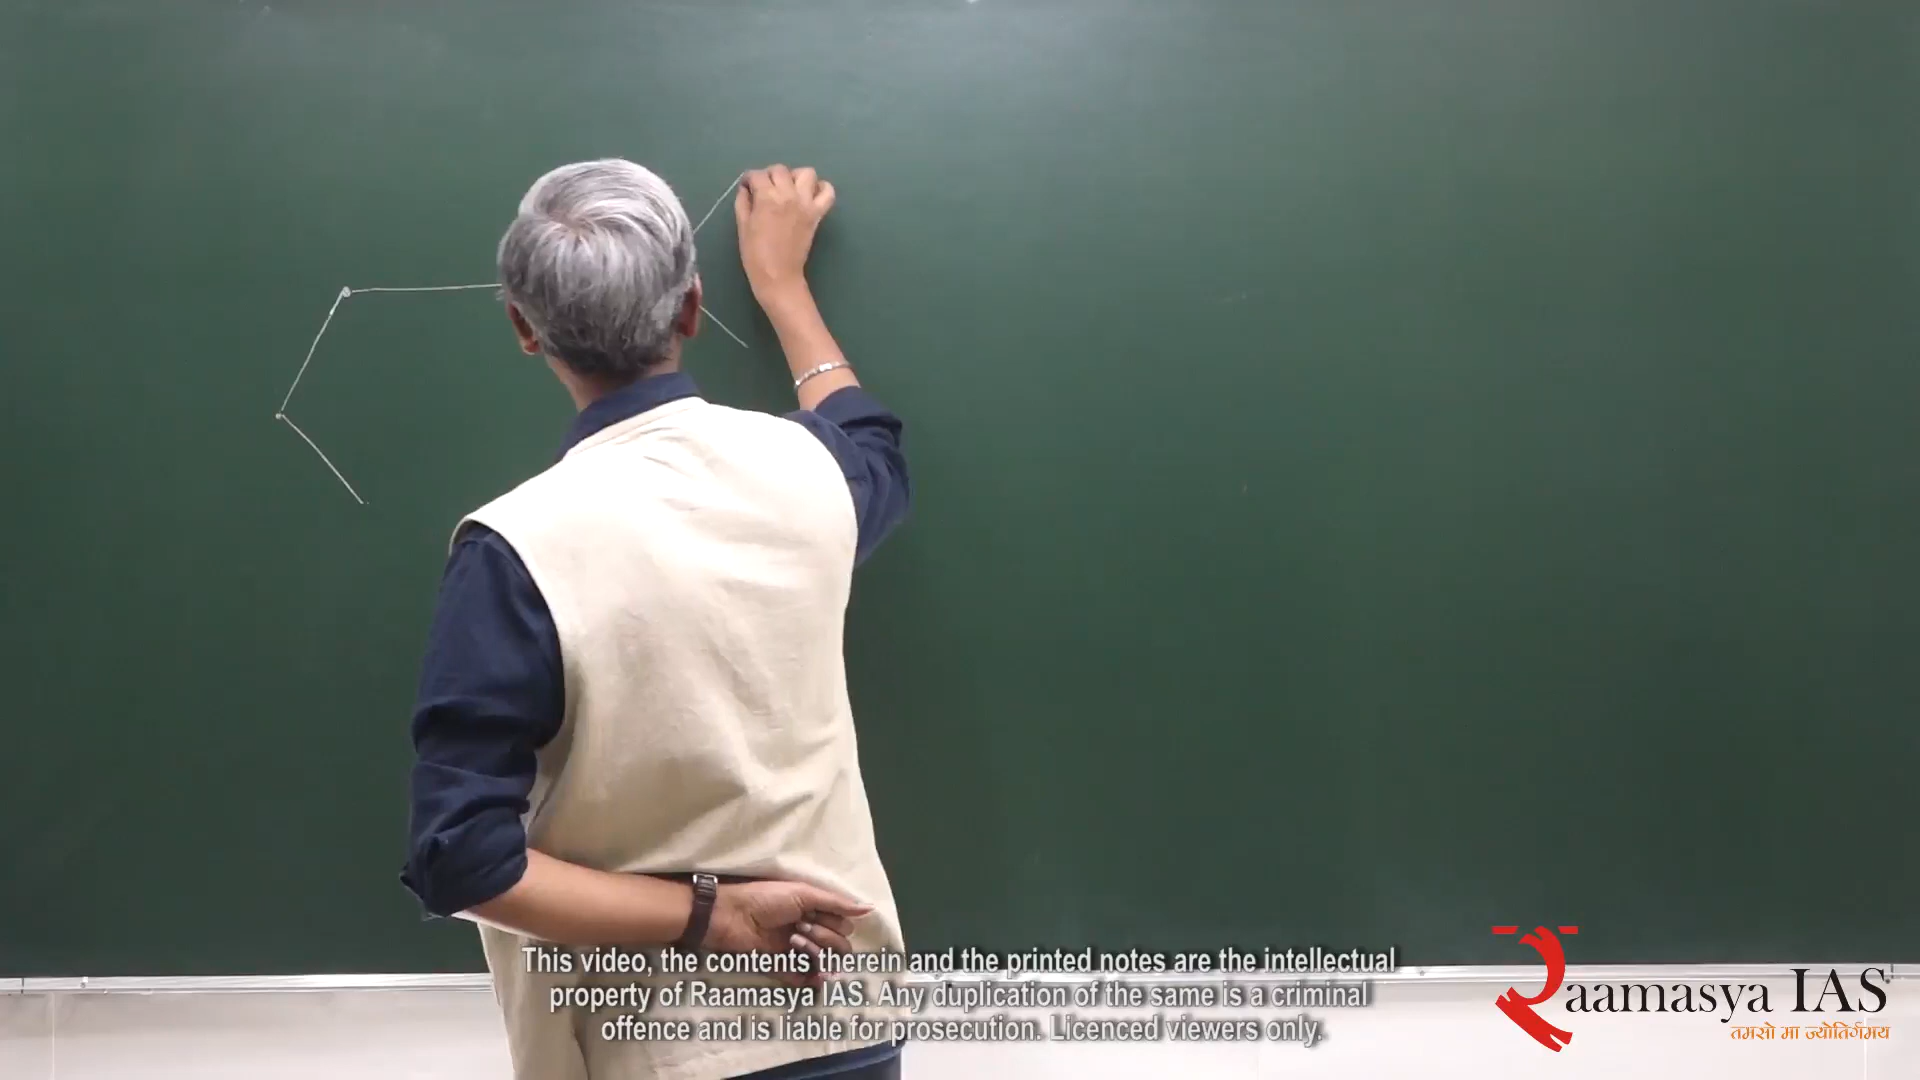 This video, the contents therein and the printed notes are the intellectual
property of Raamasya IAS. Any duplication of the same is a criminal
offence and is liable for prosecution. Licenced viewers only.
Raamasya IAS
तमसो मा ज्योतिर्गमय